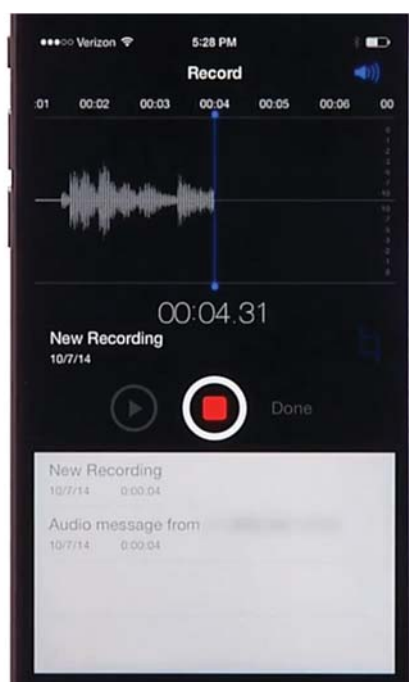 Verizon 5:28 PM
Record
:01 00:02 00:03 00:04 00:05 00:06 00
00:04.31
New Recording
10/7/14
Done
New Recording
10/7/14 0:00:04
Audio message from
10/7/14 0:00:04